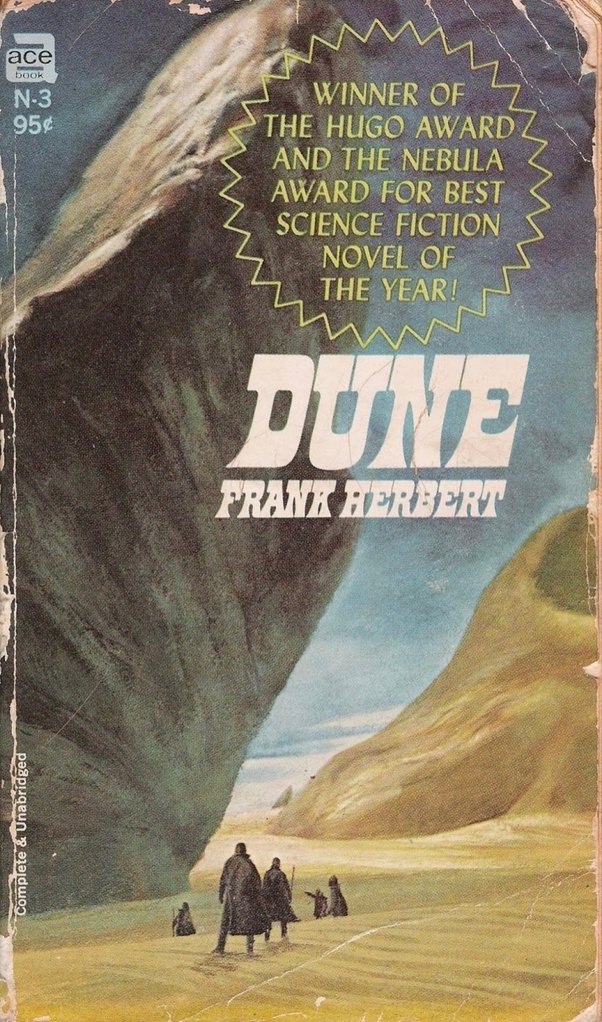 ace
book
N-3
95¢
WINNER OF
THE HUGO AWARD
AND THE NEBULA
AWARD FOR BEST
SCIENCE FICTION
NOVEL OF
THE YEAR!
DUNE
FRANK HERBERT
Complete & Unabridged